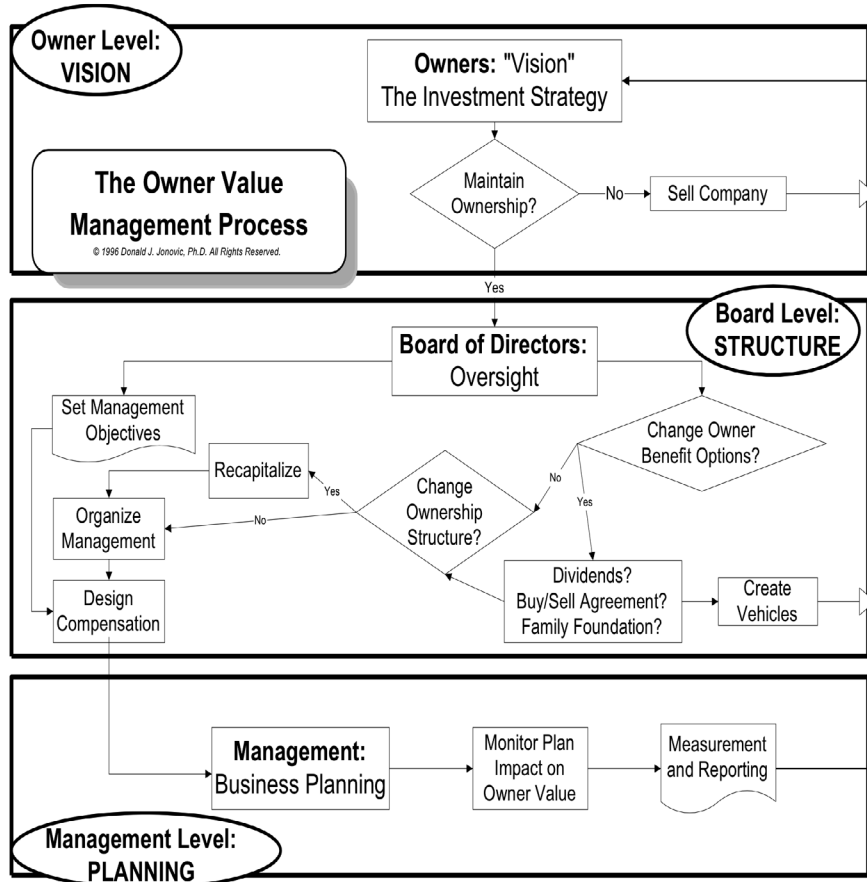 Owner Level:
VISION
Owners: "Vision"
The Investment Strategy
The Owner Value
Management Process
© 1996 Donald J. Jonovic, Ph.D. All Rights Reserved.
Maintain
Ownership?
No
Sell Company
Yes
Board Level:
STRUCTURE
Board of Directors:
Oversight
Set Management
Objectives
Change Owner
Benefit Options?
Recapitalize
Yes
Change
Ownership
Structure?
No
Yes
Organize
Management
No
Design
Compensation
Dividends?
Buy/Sell Agreement?
Family Foundation?
Create
Vehicles
Management:
Business Planning
Monitor Plan
Impact on
Owner Value
Measurement
and Reporting
Management Level:
PLANNING